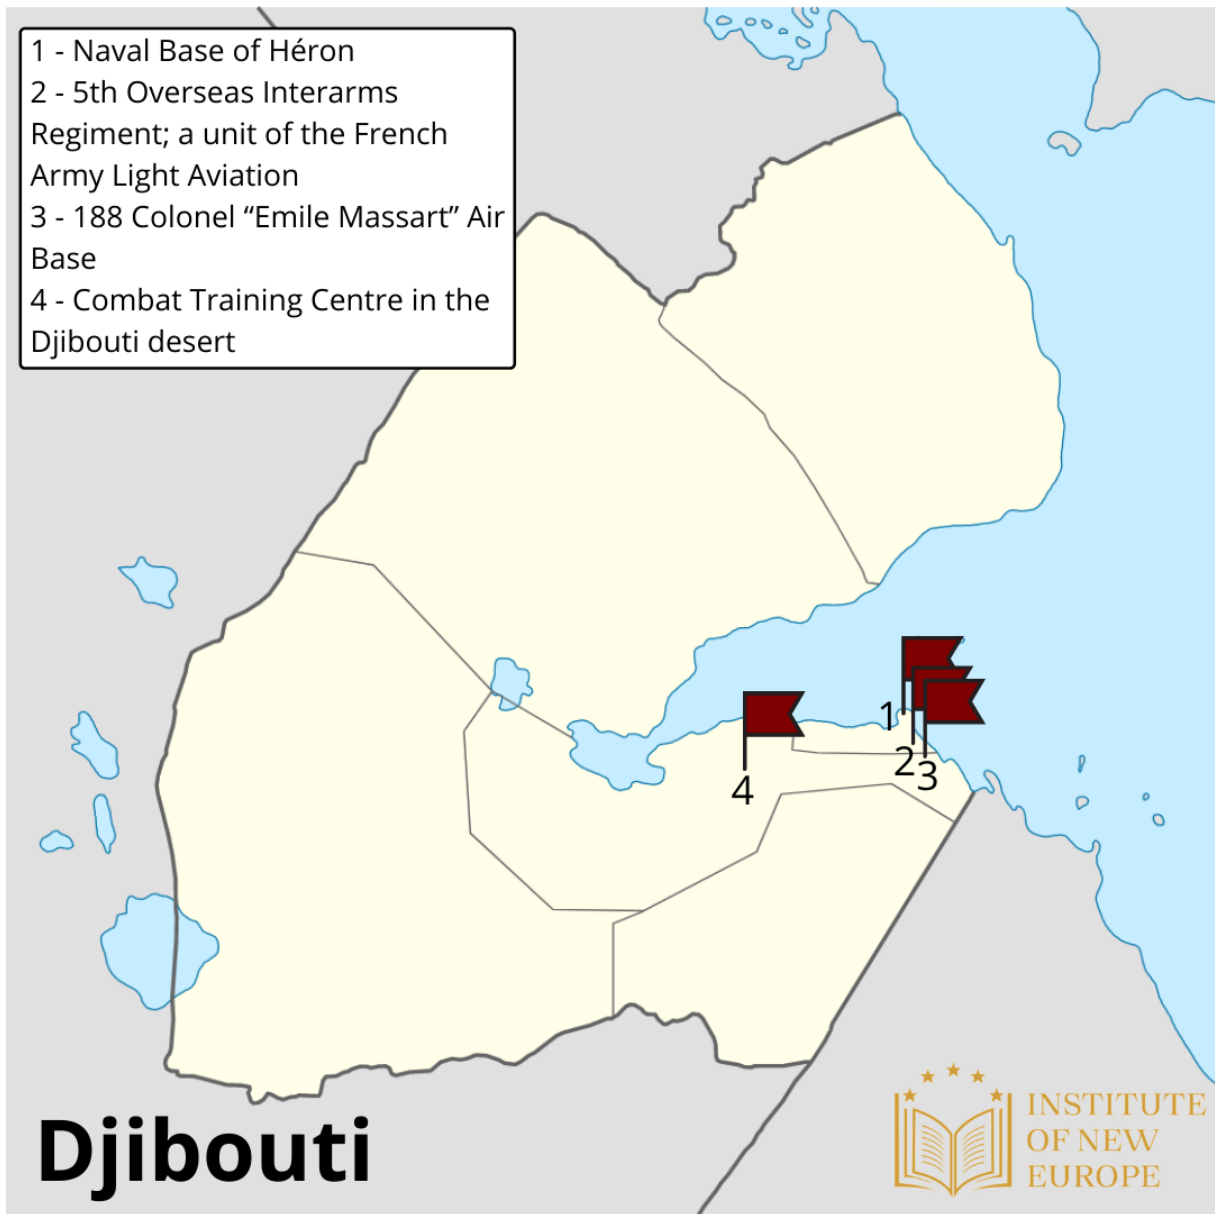 1 - Naval Base of Héron
2 - 5th Overseas Interarms
Regiment; a unit of the French
Army Light Aviation
3 - 188 Colonel “Emile Massart” Air
Base
4 - Combat Training Centre in the
Djibouti desert
1
2
3
4
Djibouti
INSTITUTE
OF NEW
EUROPE